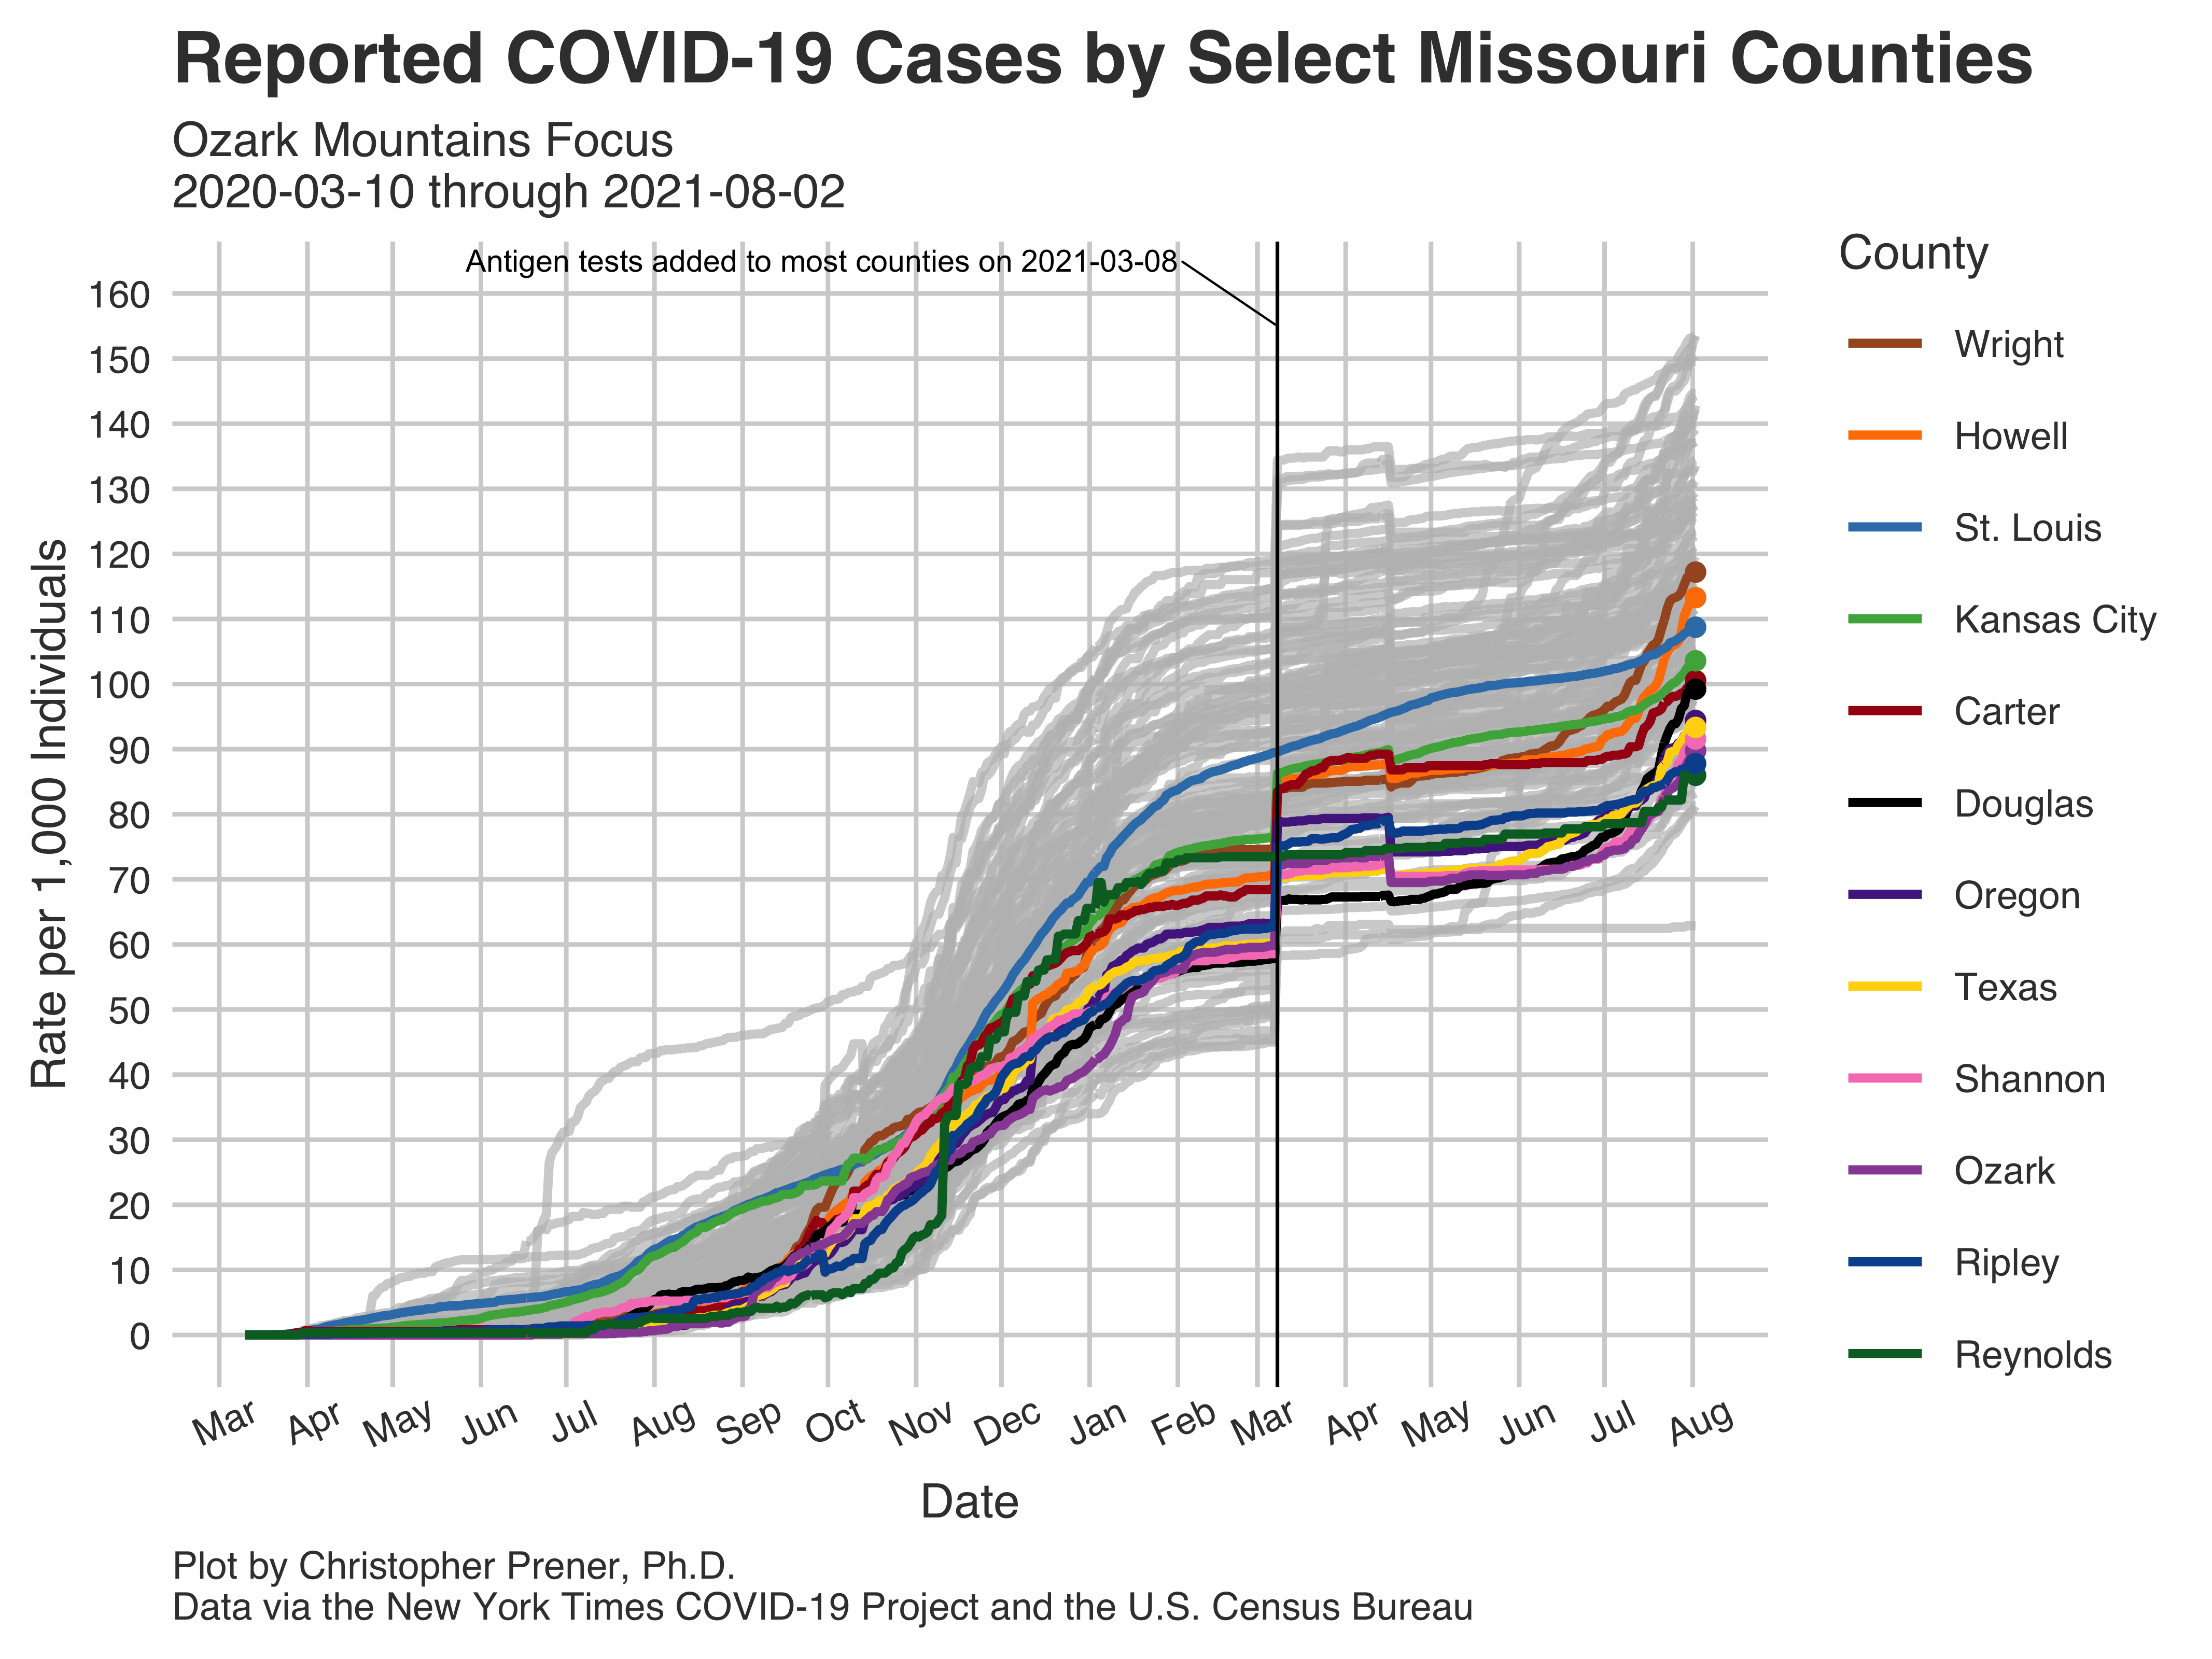 Reported COVID-19 Cases by Select Missouri Counties
Ozark Mountains Focus
2020-03-10 through 2021-08-02
Antigen tests added to most counties on 2021-03-08
Rate per 1,000 Individuals
160
150
140
130
120
110
100
90
80
70
60
50
40
30
20
10
0
Mar Apr May Jun Jul Aug Sep Oct Nov Dec Jan Feb Mar Apr May Jun Jul Aug
Date
County
Wright
Howell
St. Louis
Kansas City
Carter
Douglas
Oregon
Texas
Shannon
Ozark
Ripley
Reynolds
Plot by Christopher Prener, Ph.D.
Data via the New York Times COVID-19 Project and the U.S. Census Bureau